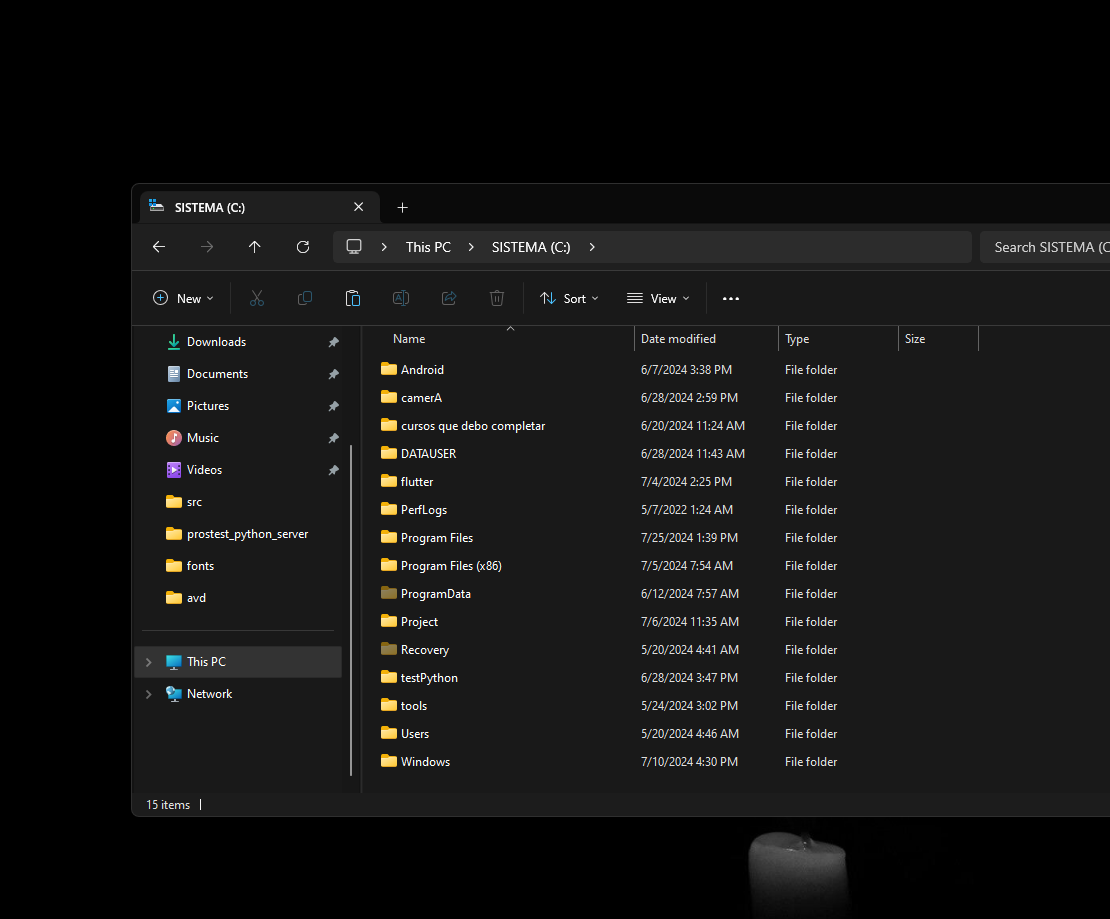 SISTEMA (C:)
This PC SISTEMA (C:) Search SISTEMA (C
New Sort View
Name Date modified Type Size
Downloads
Documents
Pictures
Music
Videos
src
prostest_python_server
fonts
avd
This PC
Network
Android 6/7/2024 3:38 PM File folder
camerA 6/28/2024 2:59 PM File folder
cursos que debo completar 6/20/2024 11:24 AM File folder
DATAUSER 6/28/2024 11:43 AM File folder
flutter 7/4/2024 2:25 PM File folder
PerfLogs 5/7/2022 1:24 AM File folder
Program Files 7/25/2024 1:39 PM File folder
Program Files (x86) 7/5/2024 7:54 AM File folder
ProgramData 6/12/2024 7:57 AM File folder
Project 7/6/2024 11:35 AM File folder
Recovery 5/20/2024 4:41 AM File folder
testPython 6/28/2024 3:47 PM File folder
tools 5/24/2024 3:02 PM File folder
Users 5/20/2024 4:46 AM File folder
Windows 7/10/2024 4:30 PM File folder
15 items